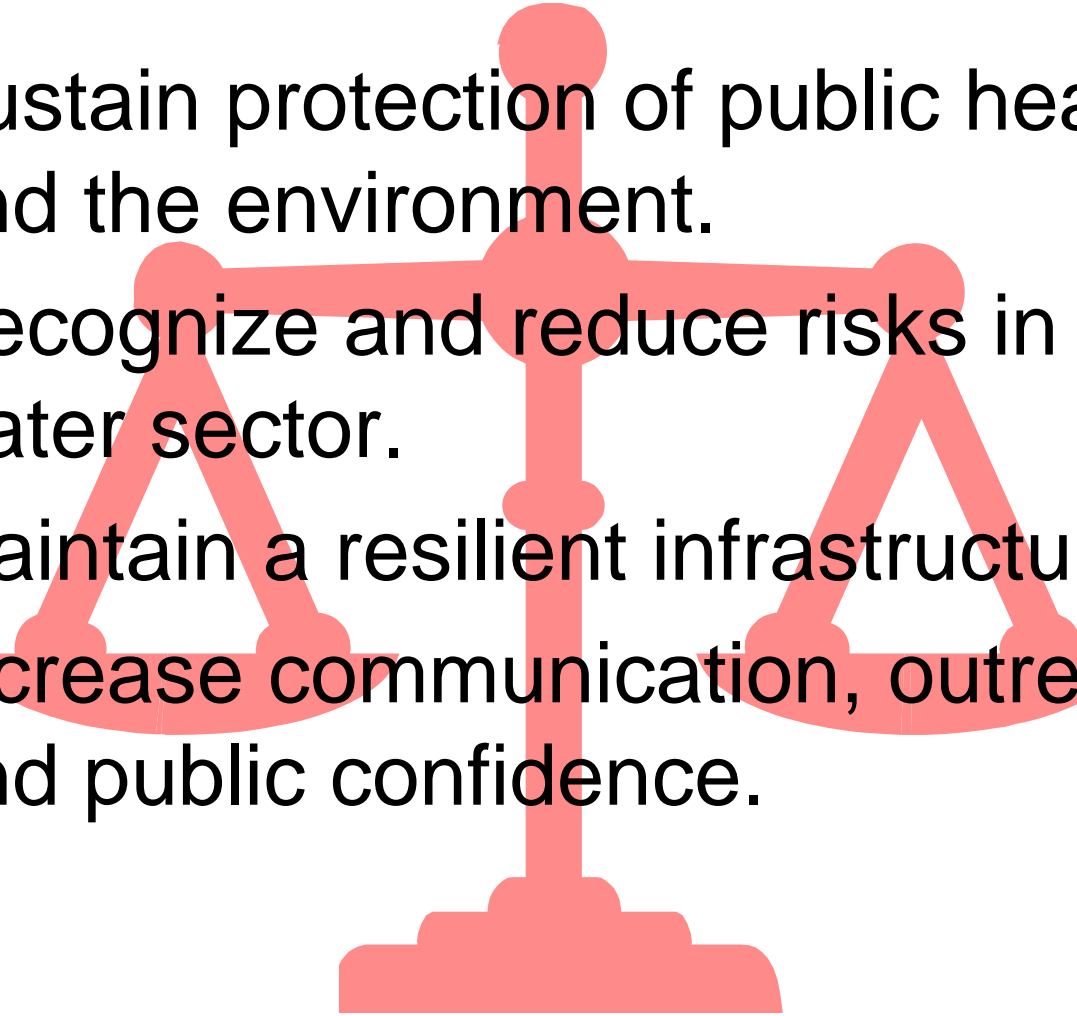 ustain protection of public hea
nd the environment.
ecognize and reduce risks in
ater sector.
aintain a resilient infrastructu
crease communication, outre
nd public confidence.